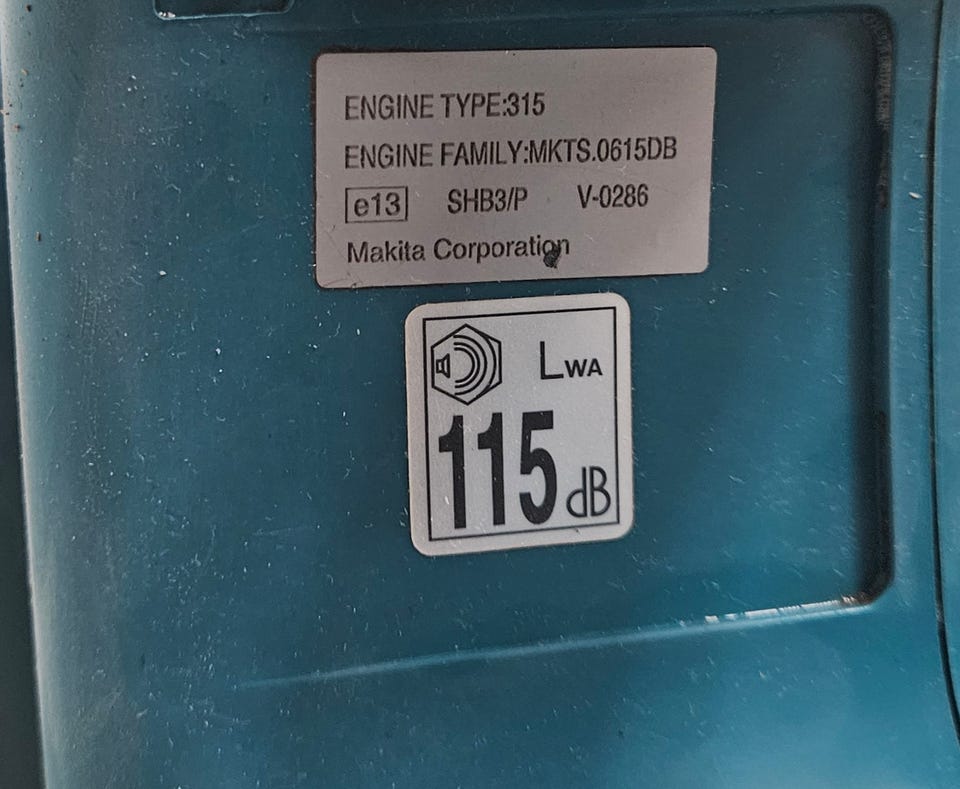 ENGINE TYPE:315
ENGINE FAMILY:MKTS.0615DB
e13 SHB3/P V-0286
Makita Corporation
LWA
115 dB